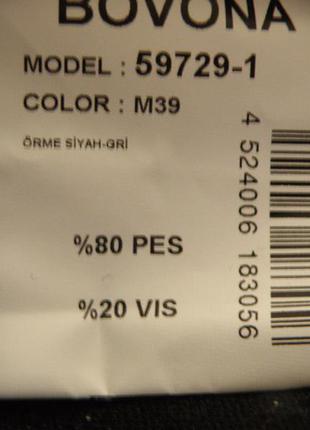 BOVONA
MODEL : 59729-1
COLOR : M39
ÖRME SİYAH-GRİ
%80 PES
%20 VIS
4 524006 183056